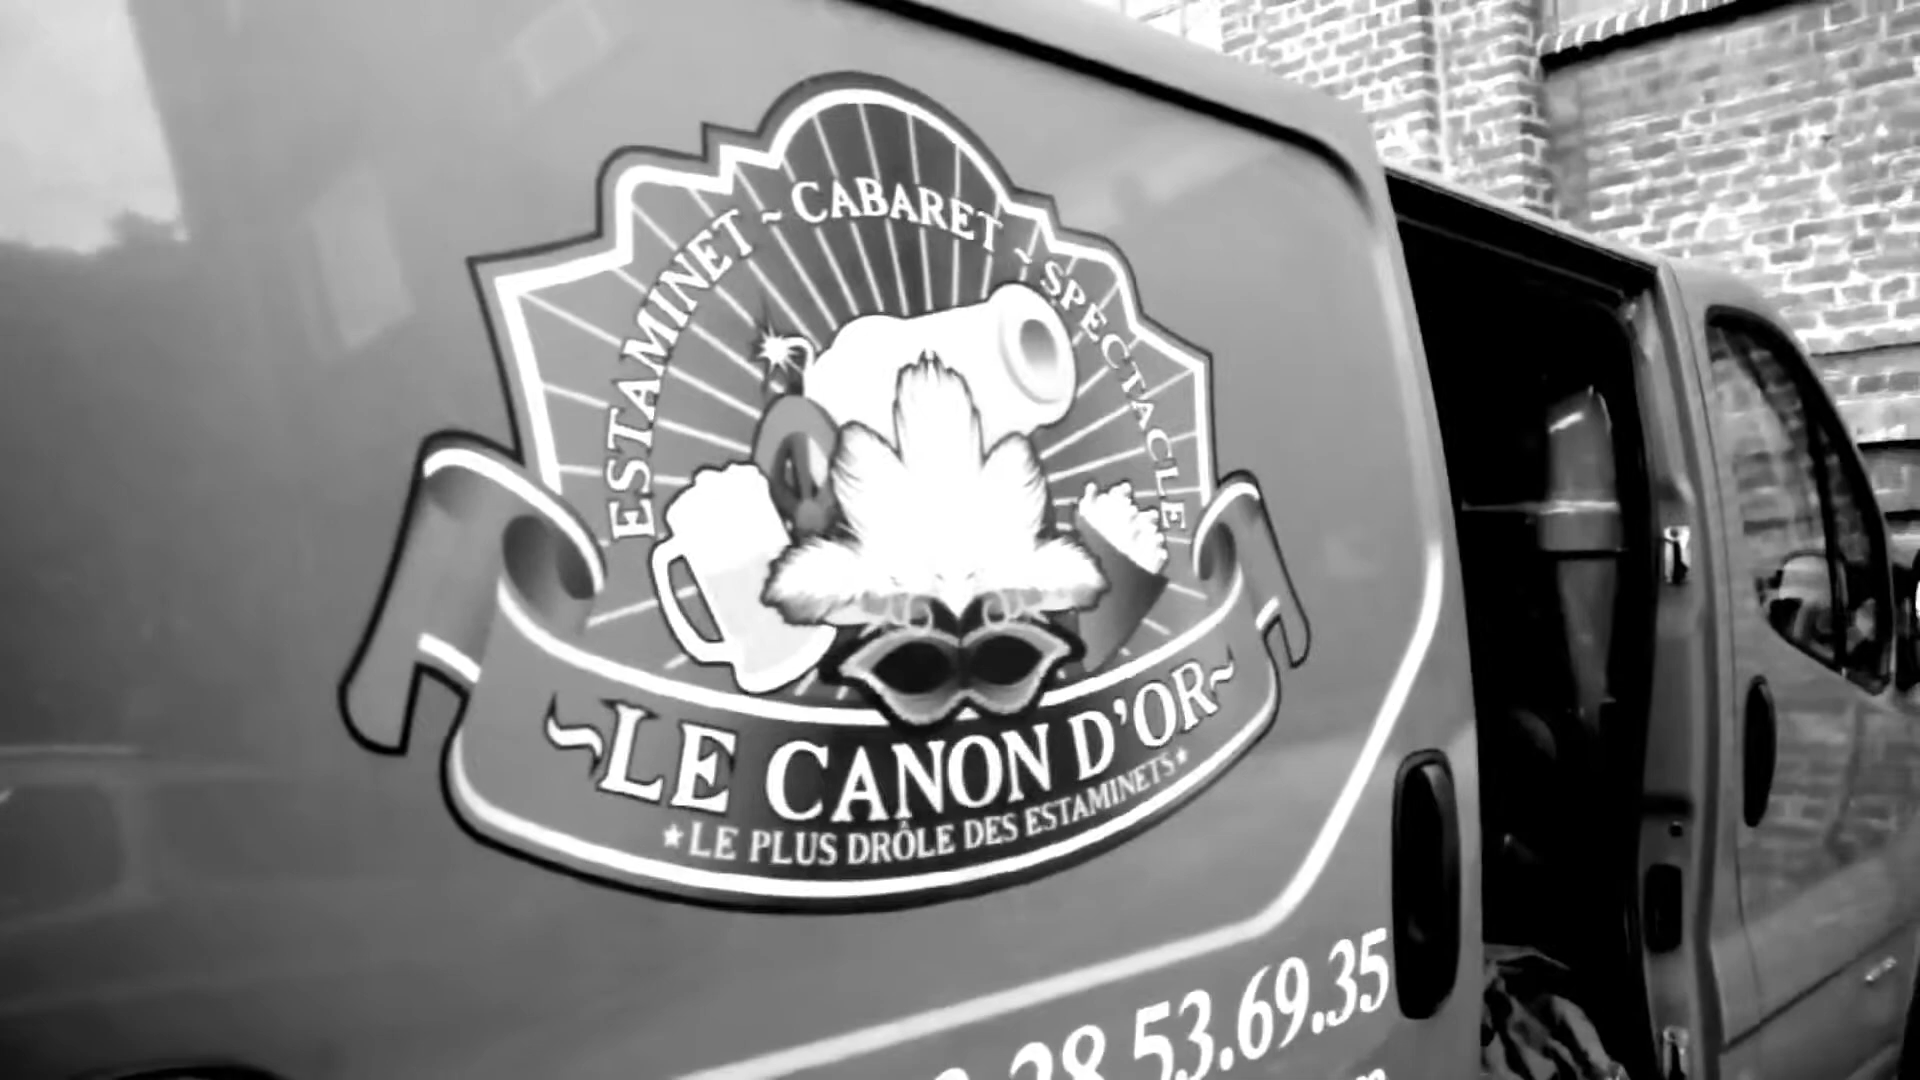 ESTAMINET ~ CABARET ~ SPECTACLE
~LE CANON D'OR~
★LE PLUS DRÔLE DES ESTAMINETS★
28.53.69.35